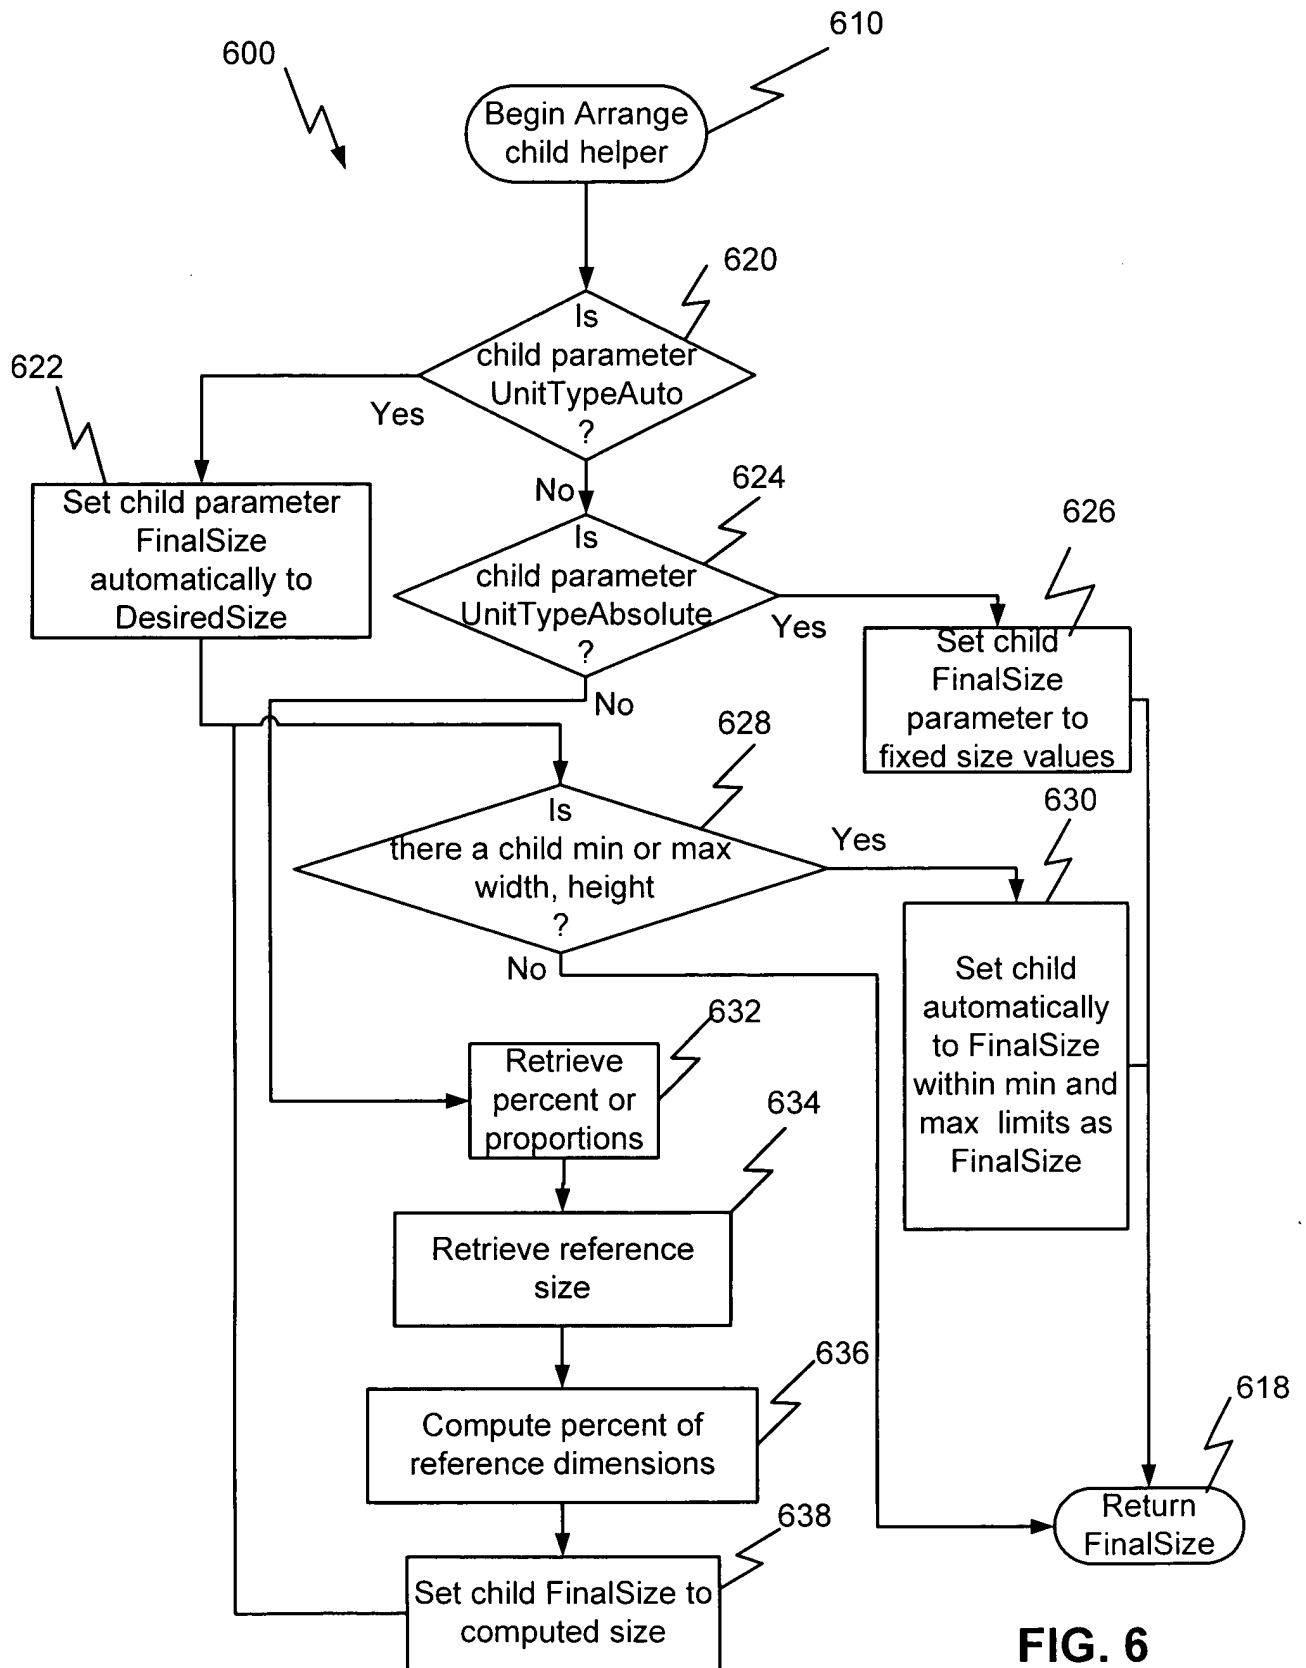 610
600
Begin Arrange
child helper
620
Is
child parameter
UnitTypeAuto
?
Yes
No
622
Set child parameter
FinalSize
automatically to
DesiredSize
624
Is
child parameter
UnitTypeAbsolute
?
Yes
No
626
Set child
FinalSize
parameter to
fixed size values
628
Is
there a child min or max
width, height
?
Yes
No
630
Set child
automatically
to FinalSize
within min and
max limits as
FinalSize
632
Retrieve
percent or
proportions
634
Retrieve reference
size
636
Compute percent of
reference dimensions
638
Set child FinalSize to
computed size
618
Return
FinalSize
FIG. 6